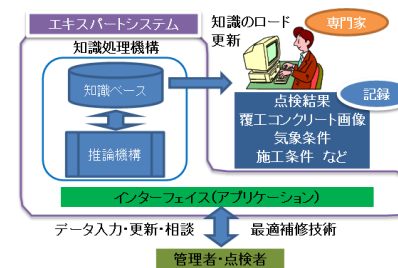 エキスパートシステム
知識のロード
更新
専門家
知識処理機構
知識ベース
推論機構
記録
点検結果
覆工コンクリート画像
気象条件
施工条件 など
インターフェイス(アプリケーション)
データ入力・更新・相談
最適補修技術
管理者・点検者